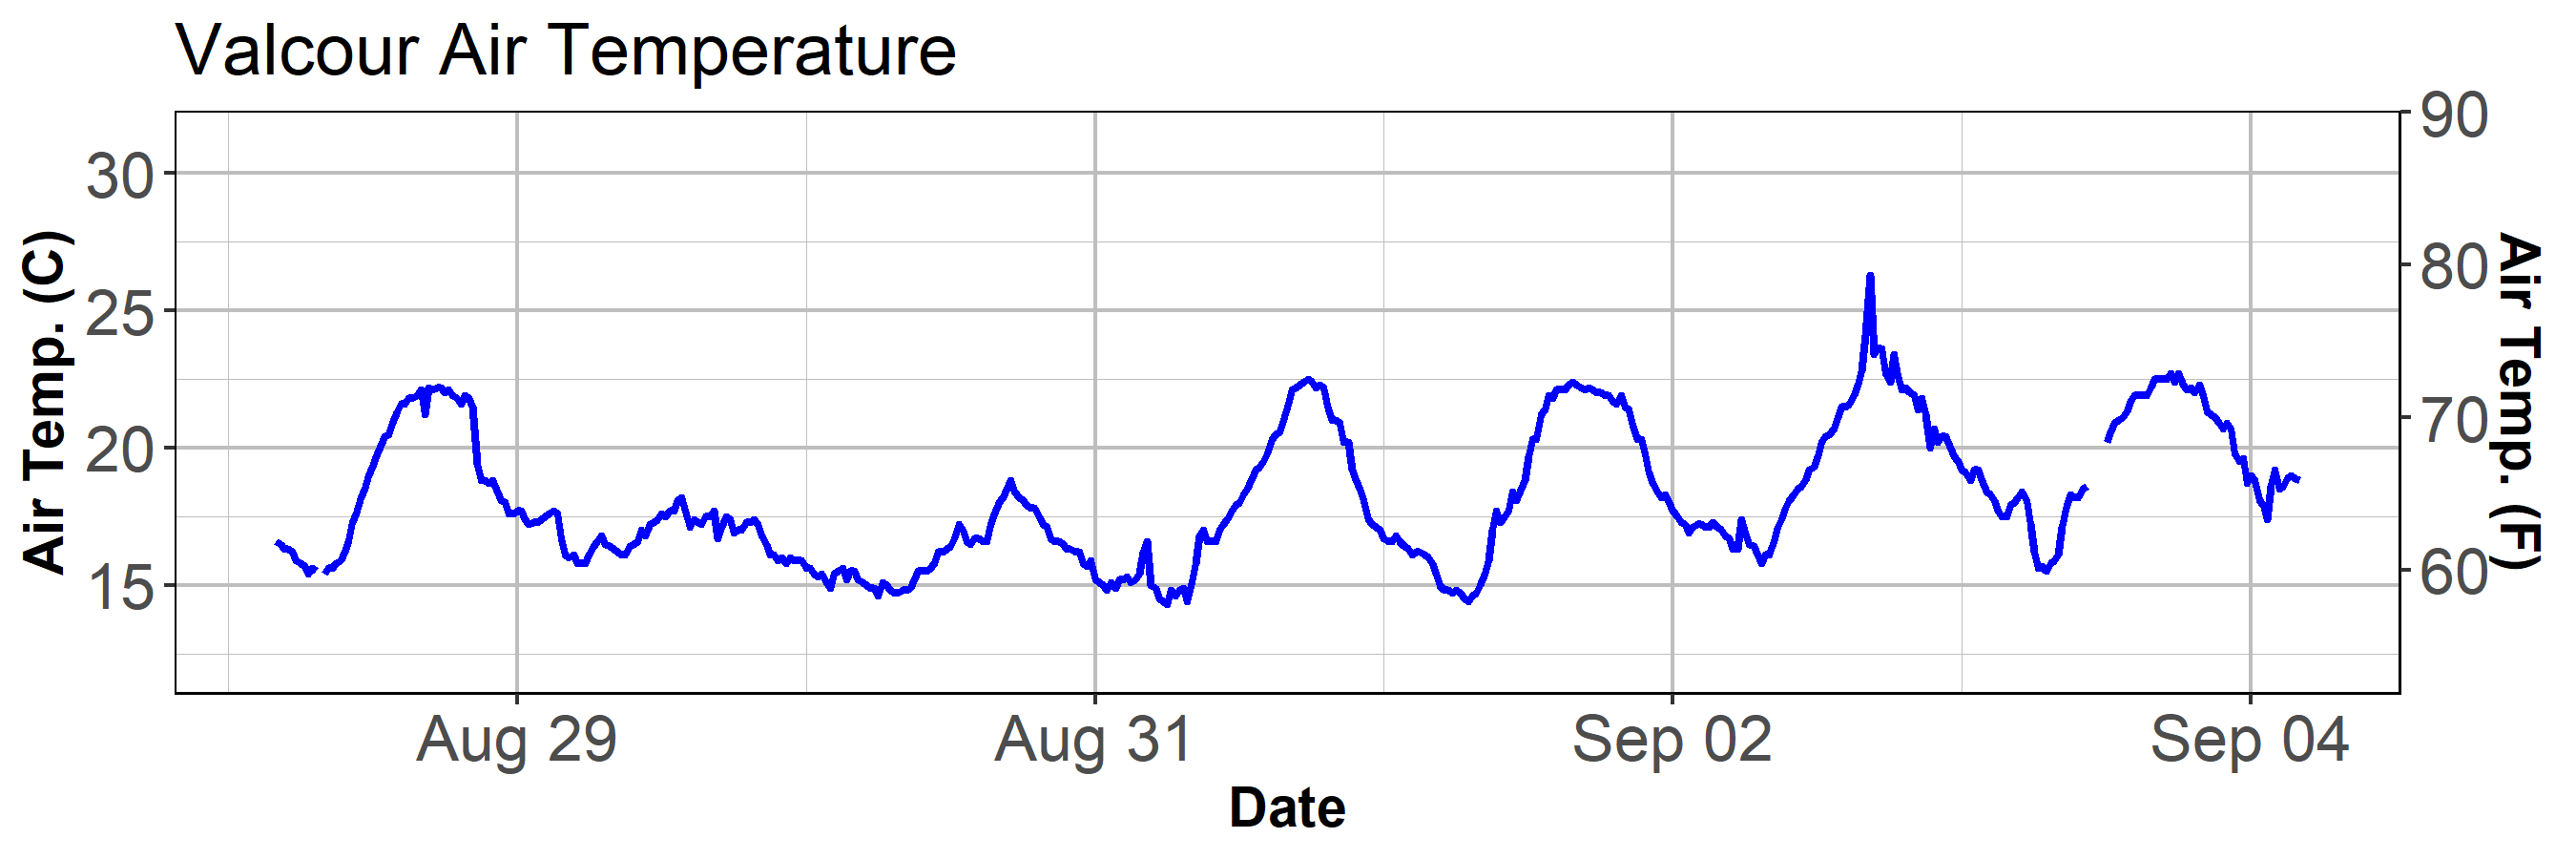 Valcour Air Temperature
Air Temp. (C)
30
25
20
15
90
80
70
60
Air Temp. (F)
Aug 29
Aug 31
Sep 02
Sep 04
Date